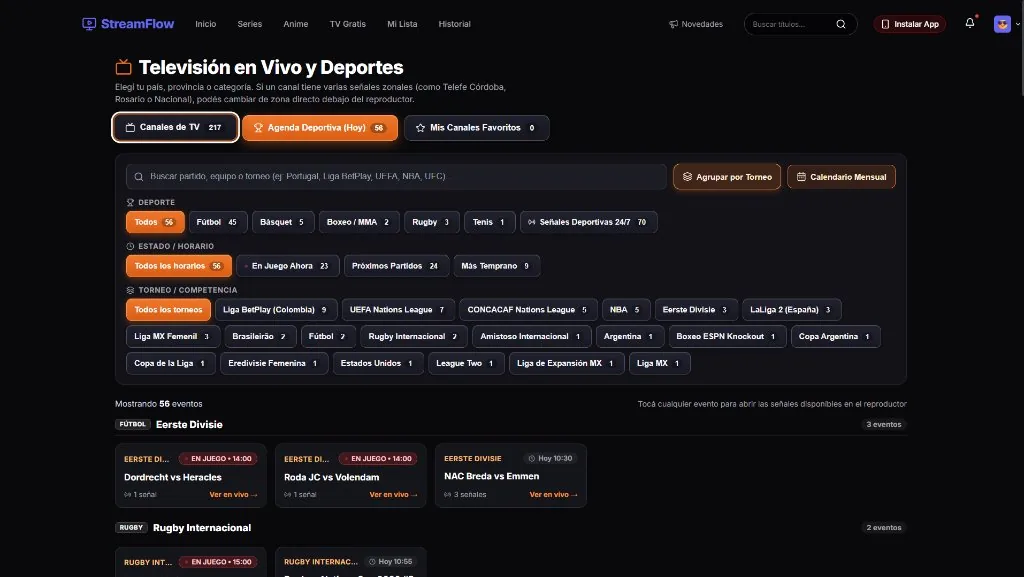 StreamFlow Inicio Series Anime TV Gratis Mi Lista Historial Novedades Buscar títulos... Instalar App
Televisión en Vivo y Deportes
Elegí tu país, provincia o categoría. Si un canal tiene varias señales zonales (como Telefe Córdoba,
Rosario o Nacional), podés cambiar de zona directo debajo del reproductor.
Canales de TV 217 Agenda Deportiva (Hoy) 56 Mis Canales Favoritos 0
Buscar partido, equipo o torneo (ej: Portugal, Liga BetPlay, UEFA, NBA, UFC)... Agrupar por Torneo Calendario Mensual
DEPORTE
Todos 56 Fútbol 45 Básquet 5 Boxeo / MMA 2 Rugby 3 Tenis 1 Señales Deportivas 24/7 70
ESTADO / HORARIO
Todos los horarios 56 En Juego Ahora 23 Próximos Partidos 24 Más Temprano 9
TORNEO / COMPETENCIA
Todos los torneos Liga BetPlay (Colombia) 9 UEFA Nations League 7 CONCACAF Nations League 5 NBA 5 Eerste Divisie 3 LaLiga 2 (España) 3
Liga MX Femenil 3 Brasileirão 2 Fútbol 2 Rugby Internacional 2 Amistoso Internacional 1 Argentina 1 Boxeo ESPN Knockout 1 Copa Argentina 1
Copa de la Liga 1 Eredivisie Femenina 1 Estados Unidos 1 League Two 1 Liga de Expansión MX 1 Liga MX 1
Mostrando 56 eventos Tocá cualquier evento para abrir las señales disponibles en el reproductor
FÚTBOL Eerste Divisie 3 eventos
EERSTE DI... EN JUEGO • 14:00 EERSTE DI... EN JUEGO • 14:00 EERSTE DIVISIE Hoy 10:30
Dordrecht vs Heracles Roda JC vs Volendam NAC Breda vs Emmen
1 señal Ver en vivo → 1 señal Ver en vivo → 3 señales Ver en vivo →
RUGBY Rugby Internacional 2 eventos
RUGBY INT... EN JUEGO • 15:00 RUGBY INTERNAC... Hoy 10:55